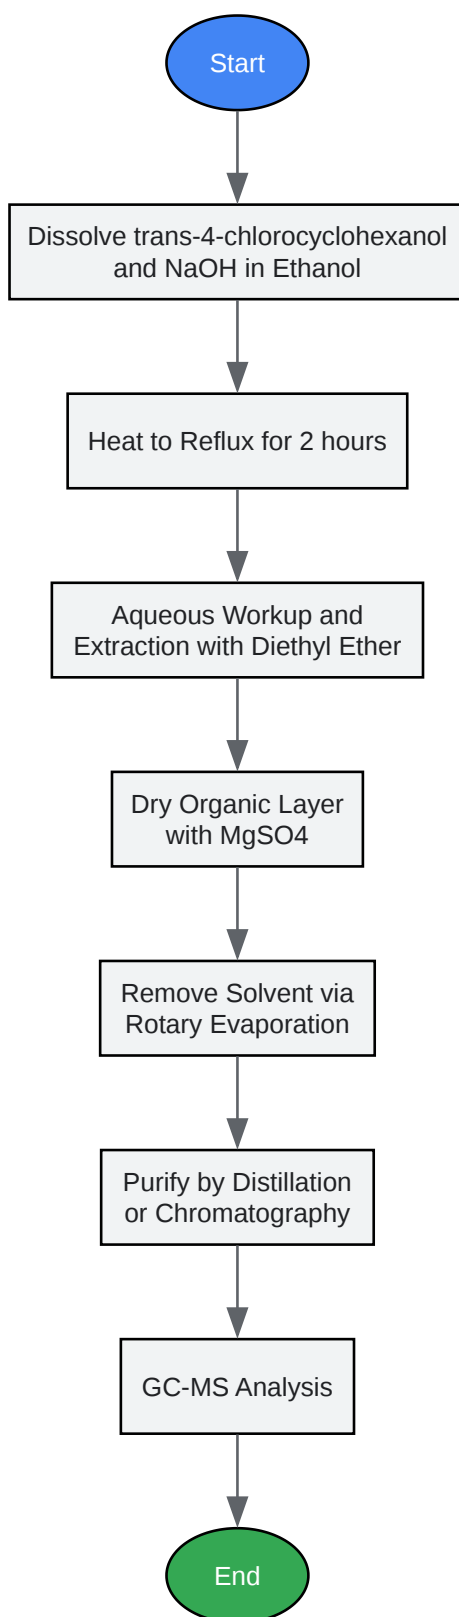 Start
Dissolve trans-4-chlorocyclohexanol
and NaOH in Ethanol
Heat to Reflux for 2 hours
Aqueous Workup and
Extraction with Diethyl Ether
Dry Organic Layer
with MgSO4
Remove Solvent via
Rotary Evaporation
Purify by Distillation
or Chromatography
GC-MS Analysis
End